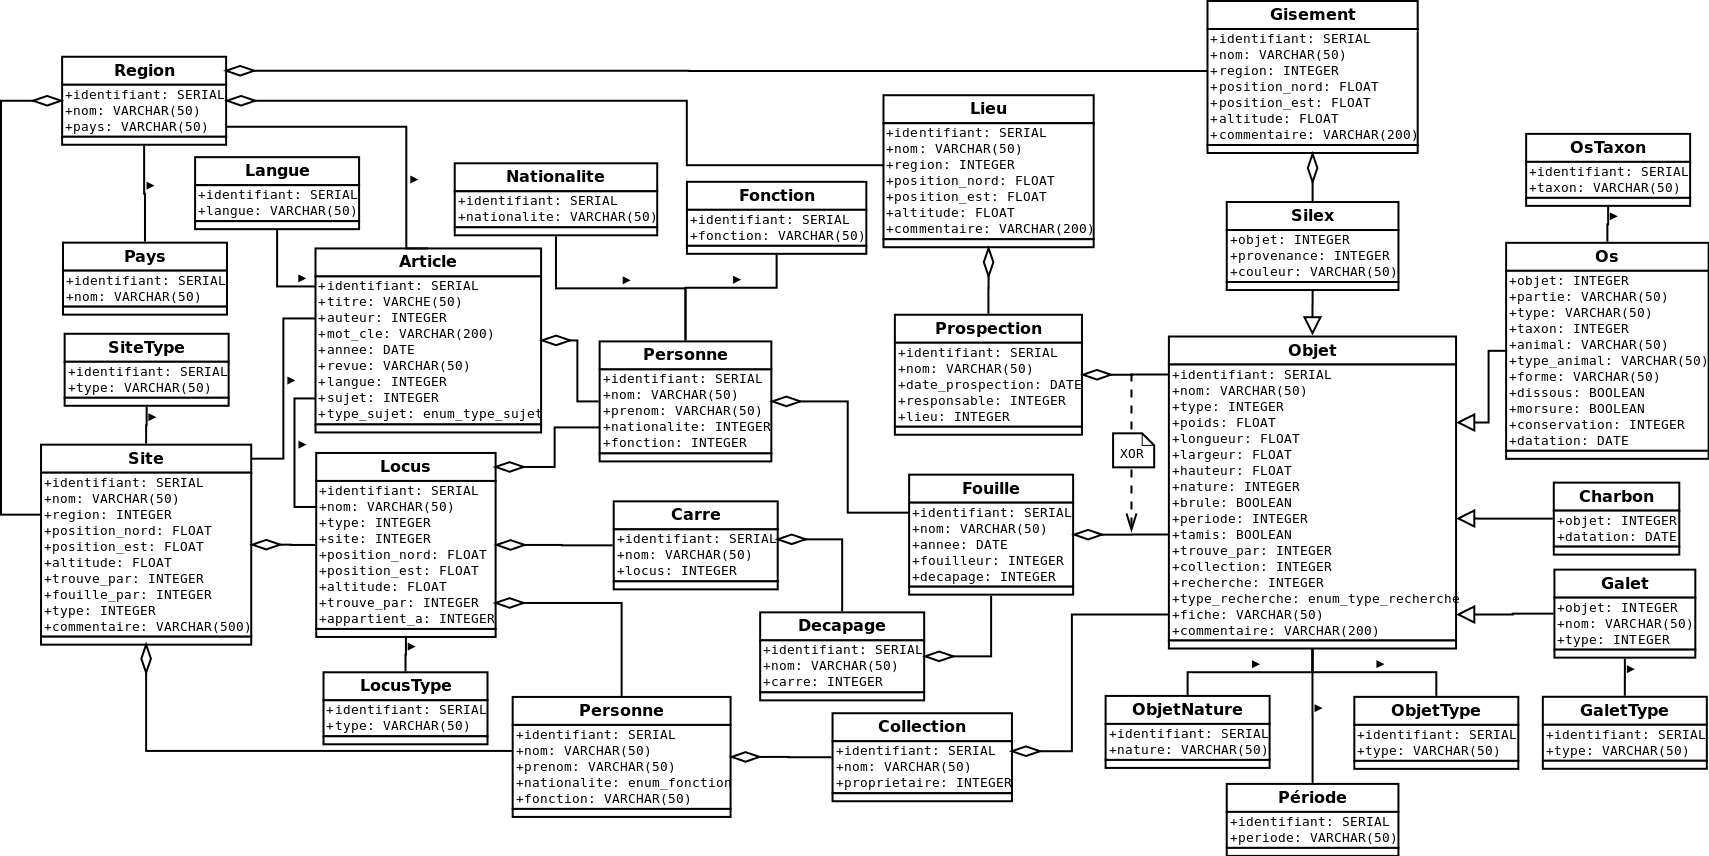 Gisement
+identifiant: SERIAL
+nom: VARCHAR(50)
+region: INTEGER
+position_nord: FLOAT
+position_est: FLOAT
+altitude: FLOAT
+commentaire: VARCHAR(200)
Region
+identifiant: SERIAL
+nom: VARCHAR(50)
+pays: VARCHAR(50)
Lieu
+identifiant: SERIAL
+nom: VARCHAR(50)
+region: INTEGER
+position_nord: FLOAT
+position_est: FLOAT
+altitude: FLOAT
+commentaire: VARCHAR(200)
OsTaxon
+identifiant: SERIAL
+taxon: VARCHAR(50)
Langue
+identifiant: SERIAL
+langue: VARCHAR(50)
Nationalite
+identifiant: SERIAL
+nationalite: VARCHAR(50)
Fonction
+identifiant: SERIAL
+fonction: VARCHAR(50)
Silex
+objet: INTEGER
+provenance: INTEGER
+couleur: VARCHAR(50)
Pays
+identifiant: SERIAL
+nom: VARCHAR(50)
Article
+identifiant: SERIAL
+titre: VARCHE(50)
+auteur: INTEGER
+mot_cle: VARCHAR(200)
+annee: DATE
+revue: VARCHAR(50)
+langue: INTEGER
+sujet: INTEGER
+type_sujet: enum_type_sujet
Os
+objet: INTEGER
+partie: VARCHAR(50)
+type: VARCHAR(50)
+taxon: INTEGER
+animal: VARCHAR(50)
+type_animal: VARCHAR(50)
+forme: VARCHAR(50)
+dissous: BOOLEAN
+morsure: BOOLEAN
+conservation: INTEGER
+datation: DATE
SiteType
+identifiant: SERIAL
+type: VARCHAR(50)
Personne
+identifiant: SERIAL
+nom: VARCHAR(50)
+prenom: VARCHAR(50)
+nationalite: INTEGER
+fonction: INTEGER
Prospection
+identifiant: SERIAL
+nom: VARCHAR(50)
+date_prospection: DATE
+responsable: INTEGER
+lieu: INTEGER
XOR
Objet
+identifiant: SERIAL
+nom: VARCHAR(50)
+type: INTEGER
+poids: FLOAT
+longueur: FLOAT
+largeur: FLOAT
+hauteur: FLOAT
+nature: INTEGER
+brule: BOOLEAN
+periode: INTEGER
+tamis: BOOLEAN
+trouve_par: INTEGER
+collection: INTEGER
+recherche: INTEGER
+type_recherche: enum_type_recherche
+fiche: VARCHAR(50)
+commentaire: VARCHAR(200)
Site
+identifiant: SERIAL
+nom: VARCHAR(50)
+region: INTEGER
+position_nord: FLOAT
+position_est: FLOAT
+altitude: FLOAT
+trouve_par: INTEGER
+fouille_par: INTEGER
+type: INTEGER
+commentaire: VARCHAR(500)
Locus
+identifiant: SERIAL
+nom: VARCHAR(50)
+type: INTEGER
+site: INTEGER
+position_nord: FLOAT
+position_est: FLOAT
+altitude: FLOAT
+trouve_par: INTEGER
+appartient_a: INTEGER
Carre
+identifiant: SERIAL
+nom: VARCHAR(50)
+locus: INTEGER
Fouille
+identifiant: SERIAL
+nom: VARCHAR(50)
+annee: DATE
+fouilleur: INTEGER
+decapage: INTEGER
Charbon
+objet: INTEGER
+datation: DATE
Galet
+objet: INTEGER
+nom: VARCHAR(50)
+type: INTEGER
Decapage
+identifiant: SERIAL
+nom: VARCHAR(50)
+carre: INTEGER
LocusType
+identifiant: SERIAL
+type: VARCHAR(50)
Personne
+identifiant: SERIAL
+nom: VARCHAR(50)
+prenom: VARCHAR(50)
+nationalite: enum_fonction
+fonction: VARCHAR(50)
Collection
+identifiant: SERIAL
+nom: VARCHAR(50)
+proprietaire: INTEGER
ObjetNature
+identifiant: SERIAL
+nature: VARCHAR(50)
ObjetType
+identifiant: SERIAL
+type: VARCHAR(50)
GaletType
+identifiant: SERIAL
+type: VARCHAR(50)
Période
+identifiant: SERIAL
+periode: VARCHAR(50)